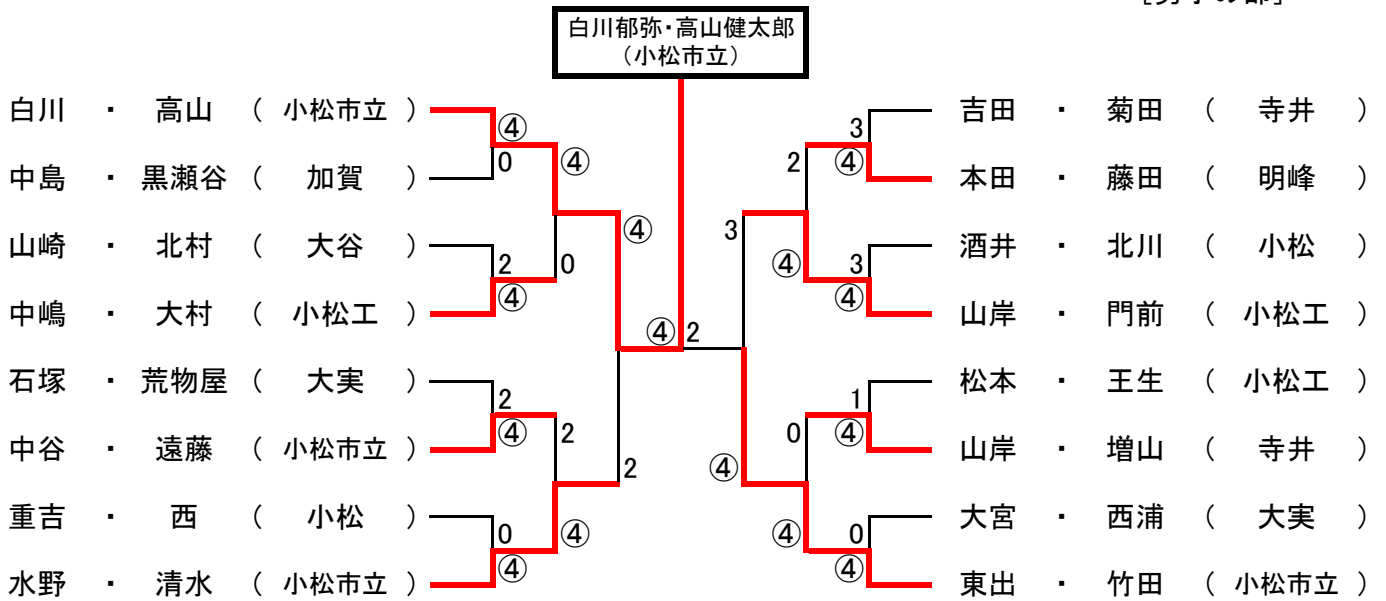 白川郁弥・高山健太郎
（小松市立）
白川 ・ 高山 （ 小松市立 ）
④
0
中島 ・ 黒瀬谷 （ 加賀 ）
④
山崎 ・ 北村 （ 大谷 ）
2
④
0
中嶋 ・ 大村 （ 小松工 ）
④
石塚 ・ 荒物屋 （ 大実 ）
2
④
2
中谷 ・ 遠藤 （ 小松市立 ）
2
重吉 ・ 西 （ 小松 ）
0
④
④
水野 ・ 清水 （ 小松市立 ）
④ 2
吉田 ・ 菊田 （ 寺井 ）
3
④
2
本田 ・ 藤田 （ 明峰 ）
3
酒井 ・ 北川 （ 小松 ）
3
④
④
山岸 ・ 門前 （ 小松工 ）
松本 ・ 王生 （ 小松工 ）
1
④
0
山岸 ・ 増山 （ 寺井 ）
④
大宮 ・ 西浦 （ 大実 ）
0
④
④
東出 ・ 竹田 （ 小松市立 ）